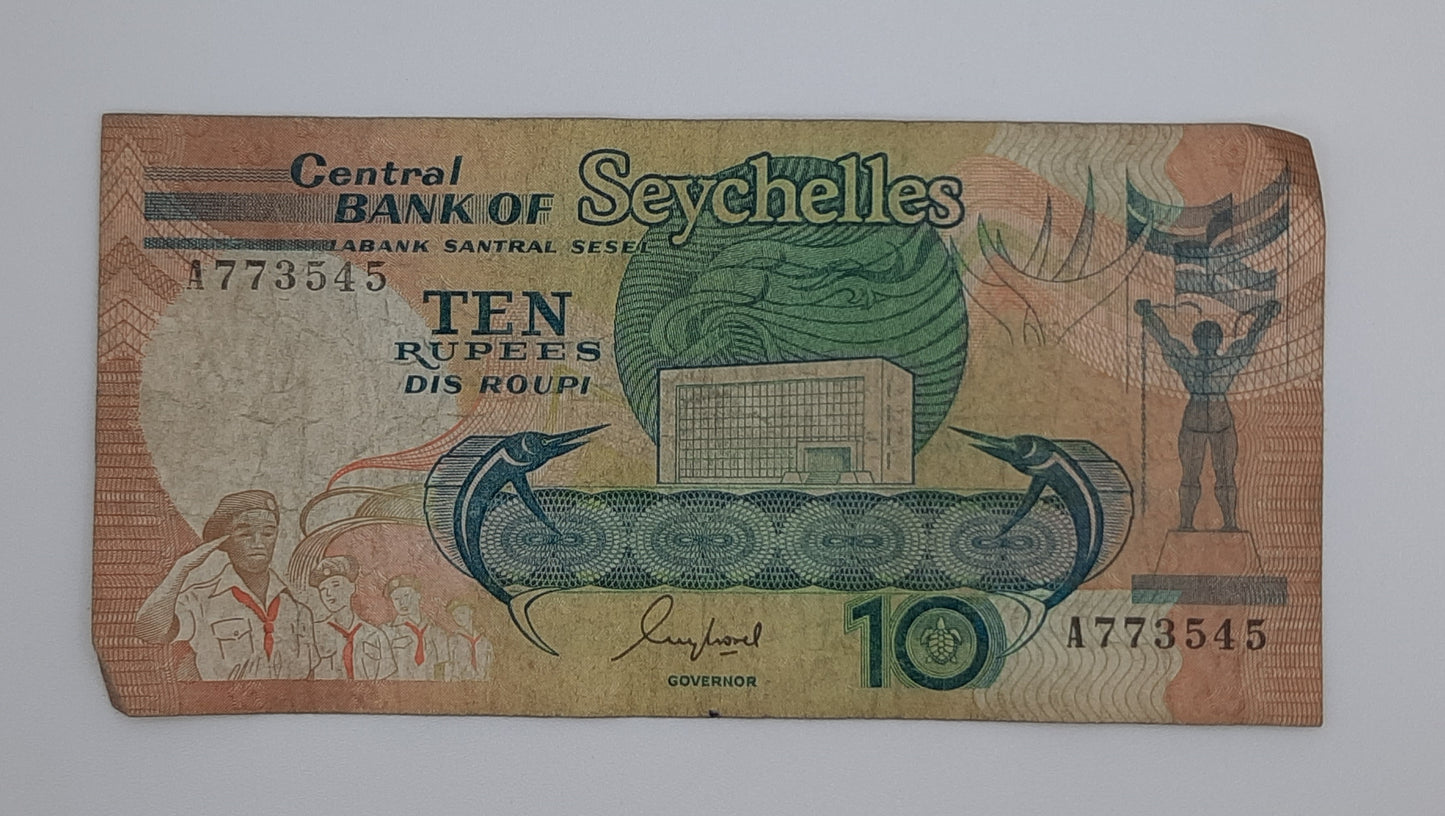 Central
BANK OF Seychelles
LABANK SANTRAL SESEL
A773545
TEN
RUPEES
DIS ROUPI
GOVERNOR
10
A773545